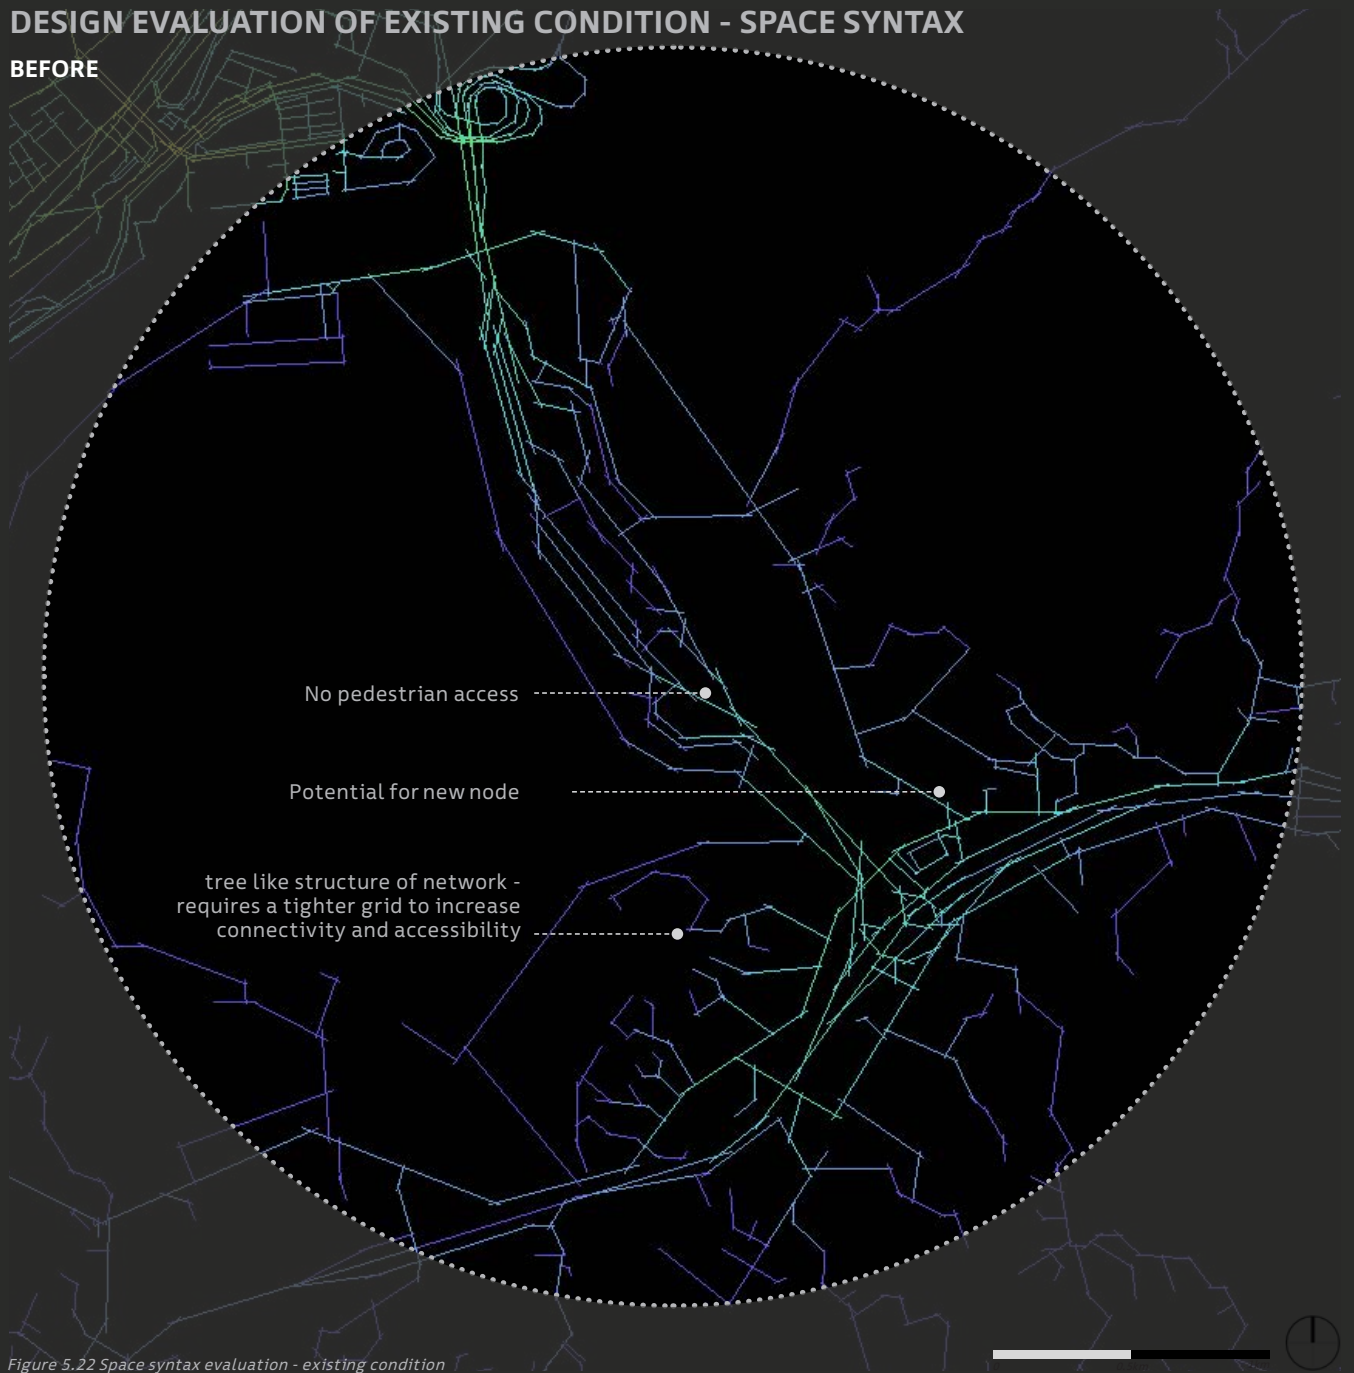 DESIGN EVALUATION OF EXISTING CONDITION - SPACE SYNTAX
BEFORE
No pedestrian access
Potential for new node
tree like structure of network -
requires a tighter grid to increase
connectivity and accessibility
Figure 5.22 Space syntax evaluation - existing condition